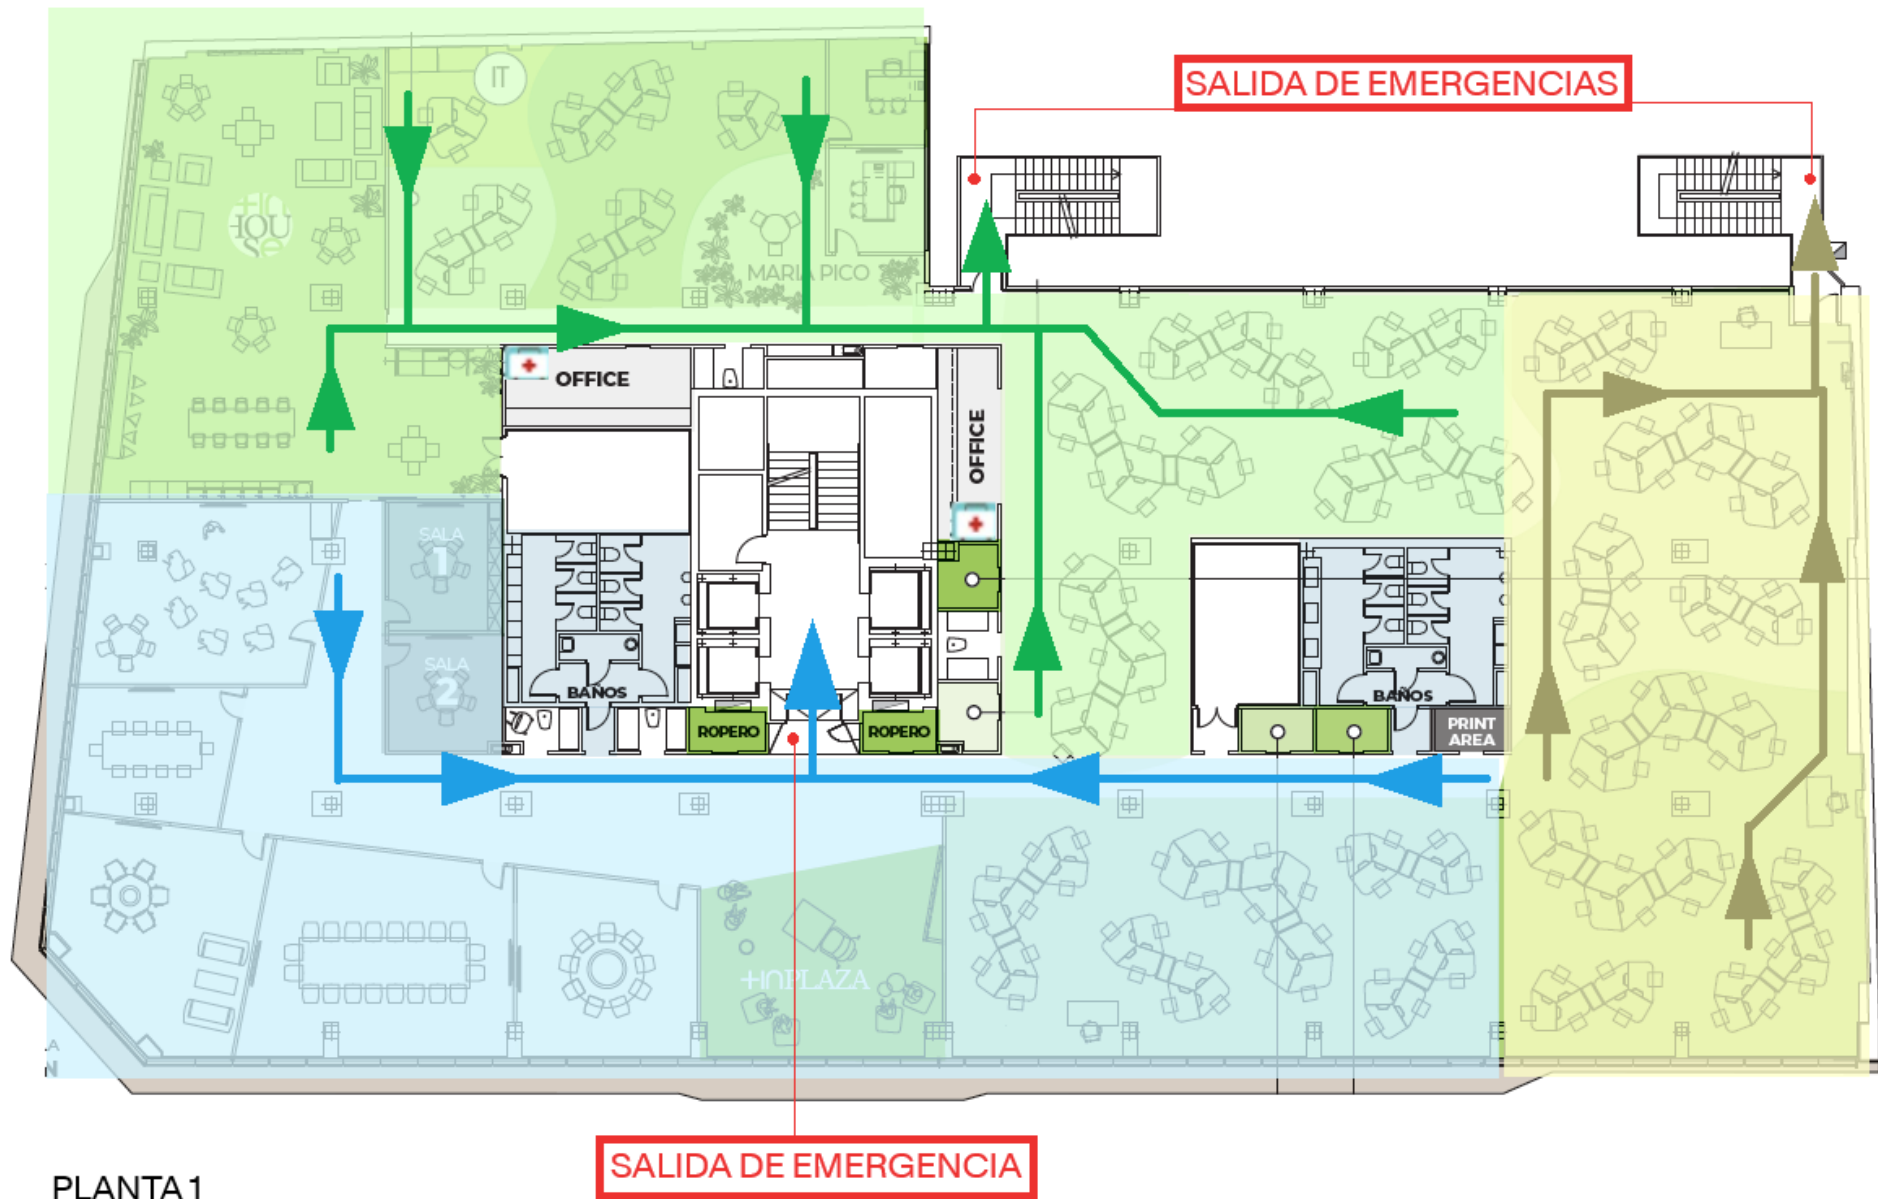 IT
SALIDA DE EMERGENCIAS
MARIA PICO
OFFICE
OFFICE
SALA
1
SALA
2
BAÑOS
BAÑOS
ROPERO
ROPERO
PRINT
AREA
+inPLAZA
SALIDA DE EMERGENCIA
PLANTA 1